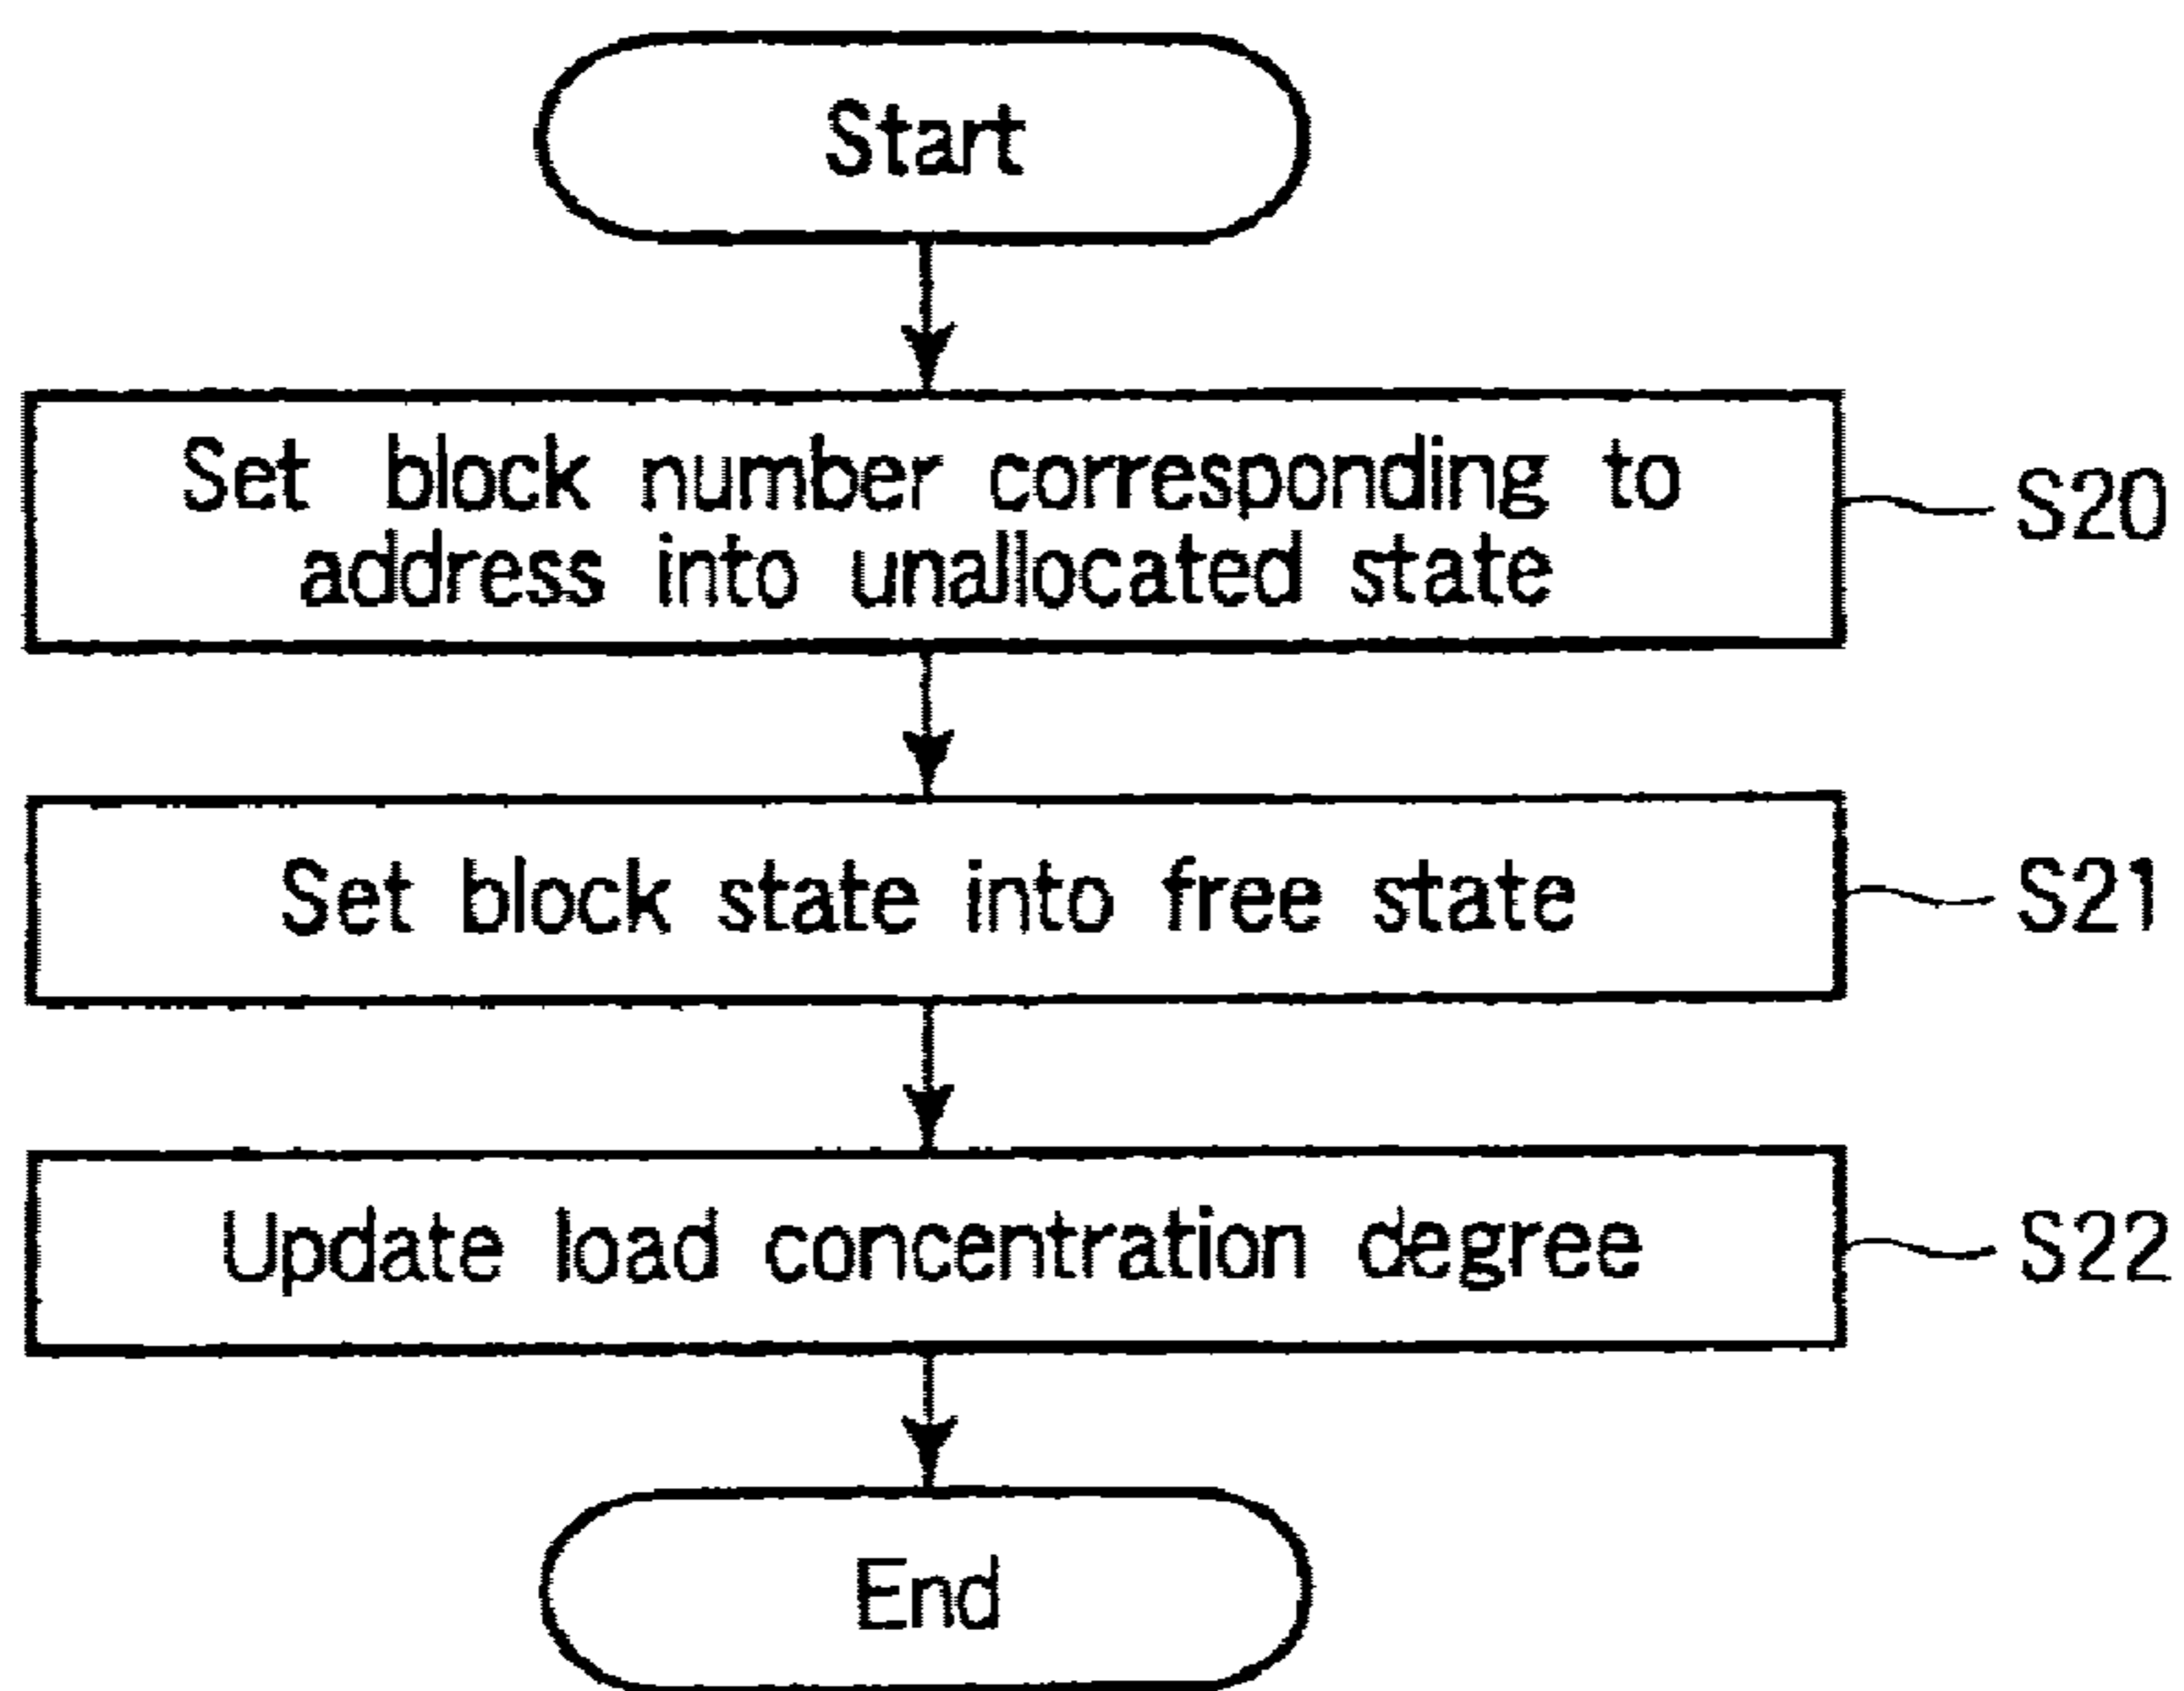 Start
Set block number corresponding to
address into unallocated state
S20
Set block state into free state
S21
Update load concentration degree
S22
End